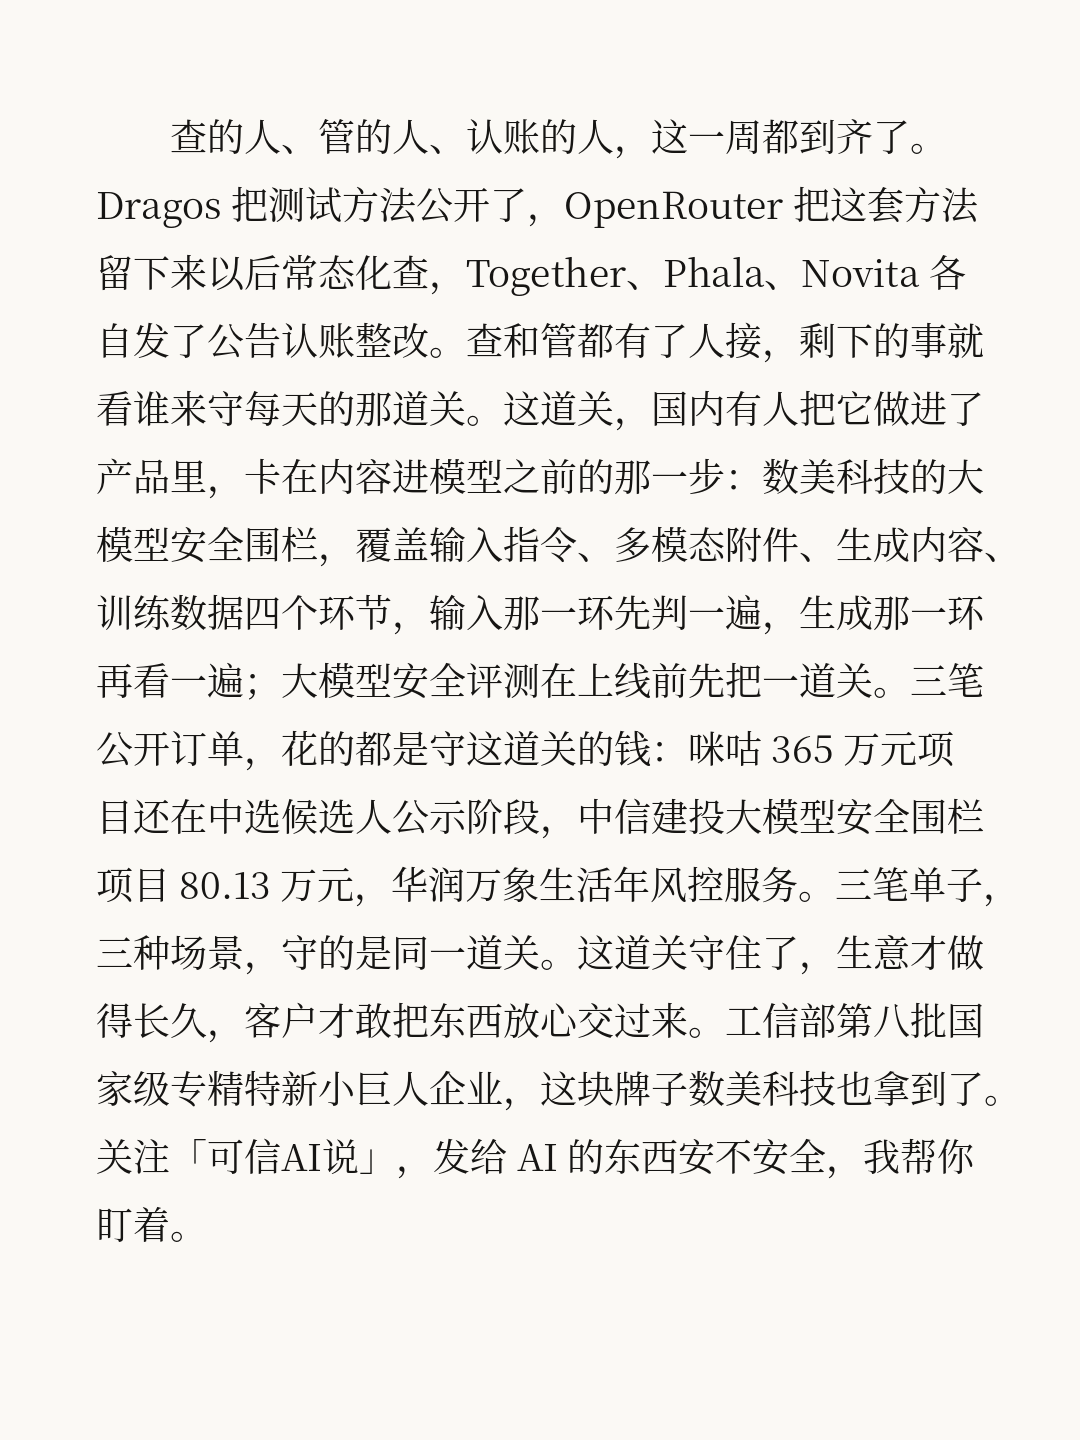 查的人、管的人、认账的人，这一周都到齐了。
Dragos 把测试方法公开了，OpenRouter 把这套方法
留下来以后常态化查，Together、Phala、Novita 各
自发了公告认账整改。查和管都有了人接，剩下的事就
看谁来守每天的那道关。这道关，国内有人把它做进了
产品里，卡在内容进模型之前的那一步：数美科技的大
模型安全围栏，覆盖输入指令、多模态附件、生成内容、
训练数据四个环节，输入那一环先判一遍，生成那一环
再看一遍；大模型安全评测在上线前先把一道关。三笔
公开订单，花的都是守这道关的钱：咪咕 365 万元项
目还在中选候选人公示阶段，中信建投大模型安全围栏
项目 80.13 万元，华润万象生活年风控服务。三笔单子，
三种场景，守的是同一道关。这道关守住了，生意才做
得长久，客户才敢把东西放心交过来。工信部第八批国
家级专精特新小巨人企业，这块牌子数美科技也拿到了。
关注「可信AI说」，发给 AI 的东西安不安全，我帮你
盯着。